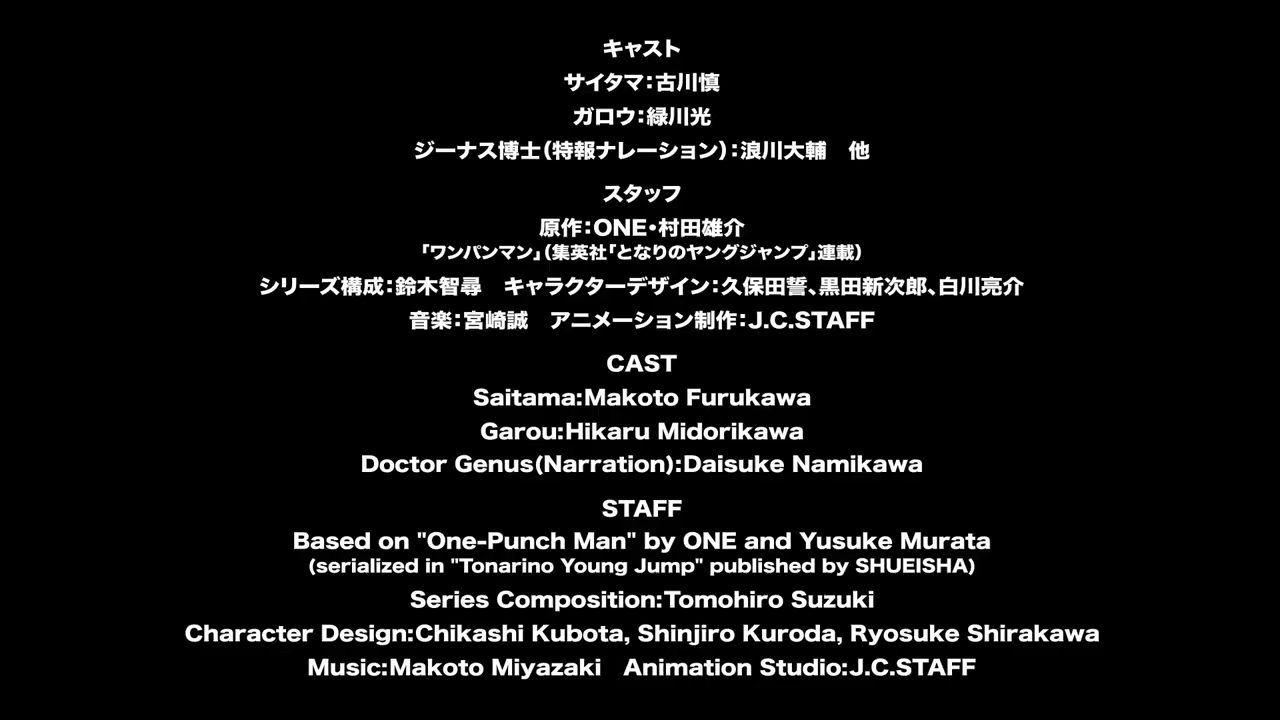 キャスト
サイタマ：古川慎
ガロウ：緑川光
ジーナス博士（特報ナレーション）：浪川大輔　他
スタッフ
原作：ONE・村田雄介
「ワンパンマン」（集英社「となりのヤングジャンプ」連載）
シリーズ構成：鈴木智尋　キャラクターデザイン：久保田誓、黒田新次郎、白川亮介
音楽：宮崎誠　アニメーション制作：J.C.STAFF
CAST
Saitama:Makoto Furukawa
Garou:Hikaru Midorikawa
Doctor Genus(Narration):Daisuke Namikawa
STAFF
Based on "One-Punch Man" by ONE and Yusuke Murata
(serialized in "Tonarino Young Jump" published by SHUEISHA)
Series Composition:Tomohiro Suzuki
Character Design:Chikashi Kubota, Shinjiro Kuroda, Ryosuke Shirakawa
Music:Makoto Miyazaki　Animation Studio:J.C.STAFF